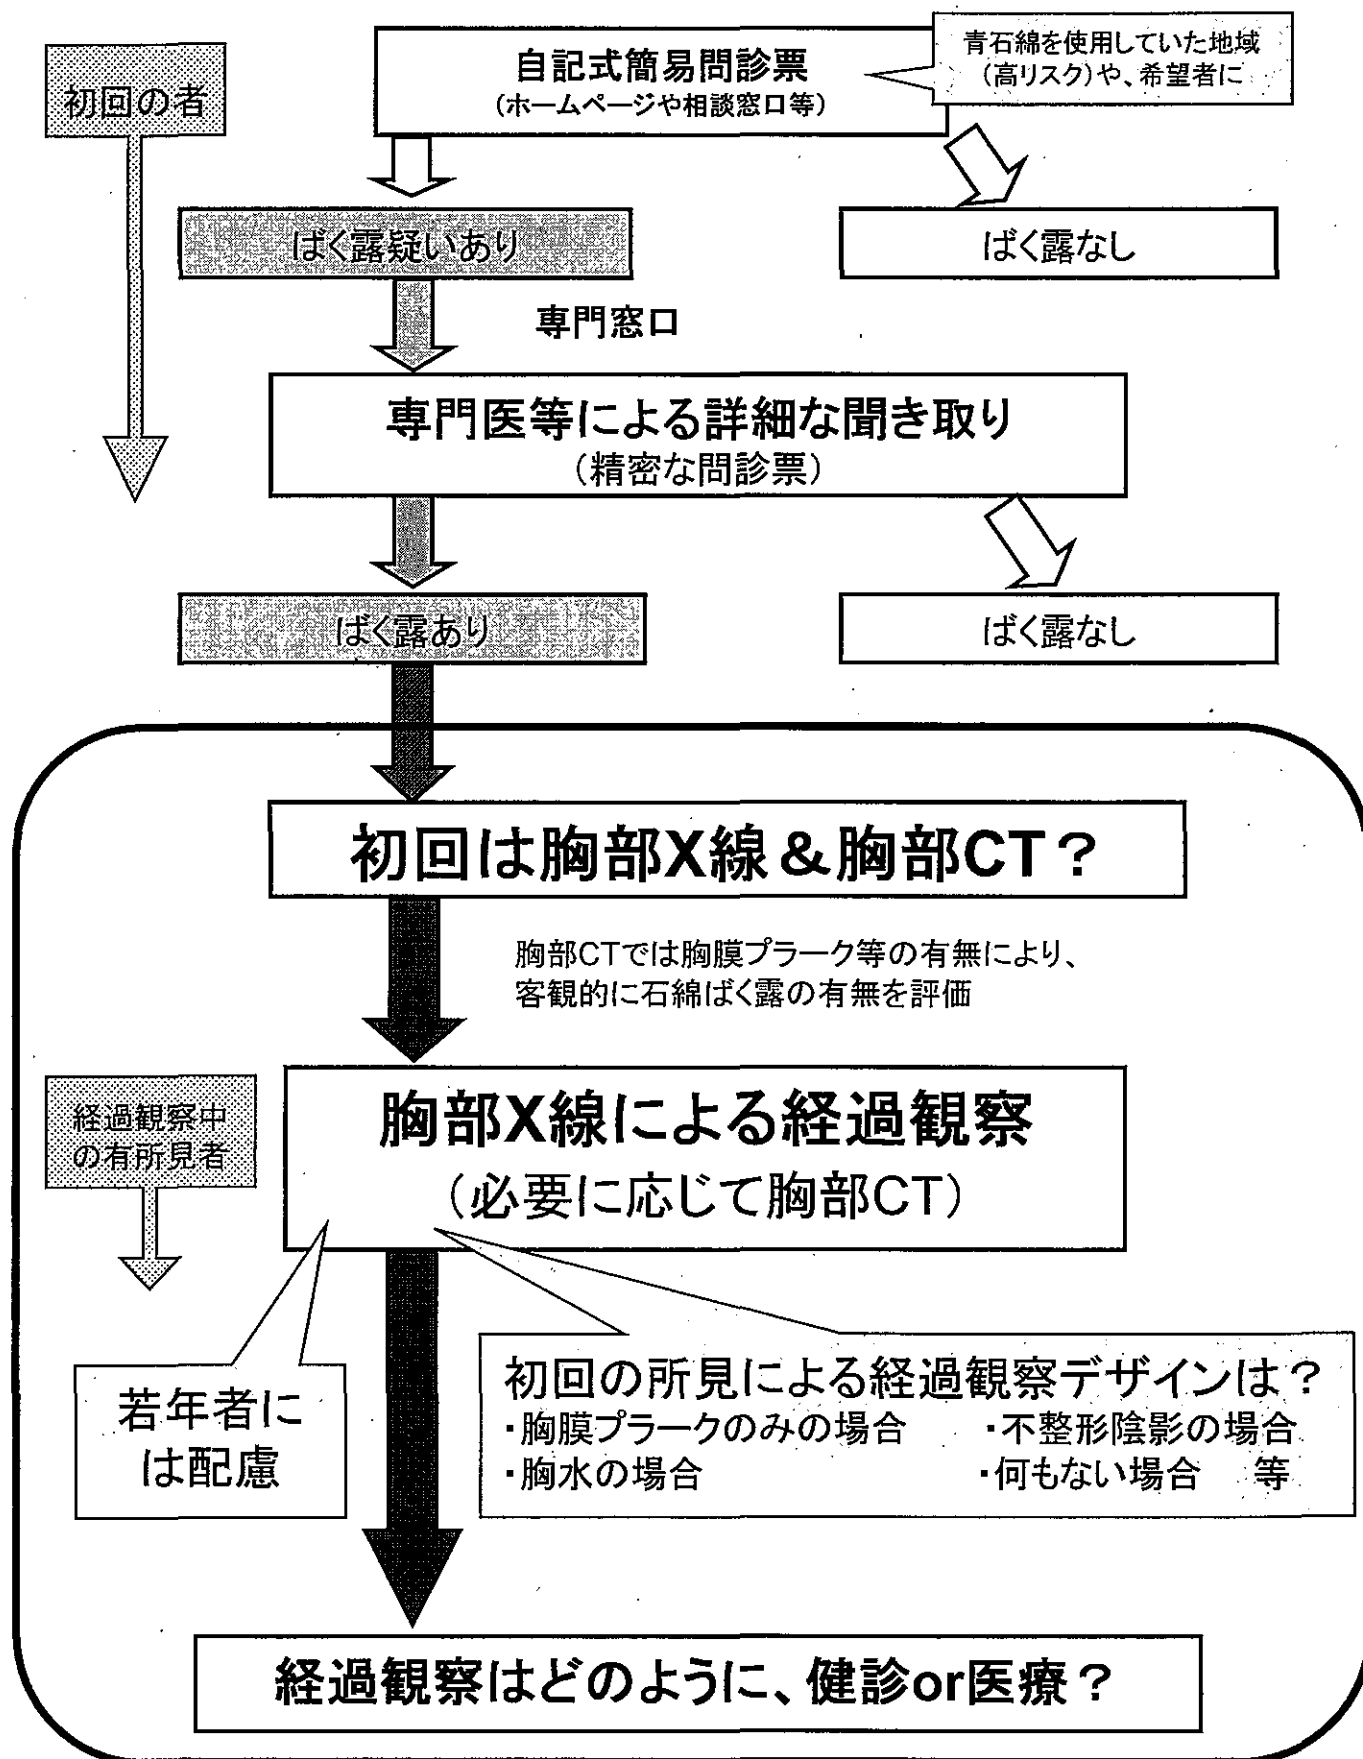 初回の者
自記式簡易問診票
(ホームページや相談窓口等)
青石綿を使用していた地域
(高リスク)や、希望者に
ばく露疑いあり
ばく露なし
専門窓口
専門医等による詳細な聞き取り
(精密な問診票)
ばく露あり
ばく露なし
初回は胸部X線&胸部CT?
胸部CTでは胸膜プラーク等の有無により、
客観的に石綿ばく露の有無を評価
経過観察中
の有所見者
胸部X線による経過観察
(必要に応じて胸部CT)
若年者に
は配慮
初回の所見による経過観察デザインは?
・胸膜プラークのみの場合 ・不整形陰影の場合
・胸水の場合 ・何もない場合 等
経過観察はどのように、健診or医療?